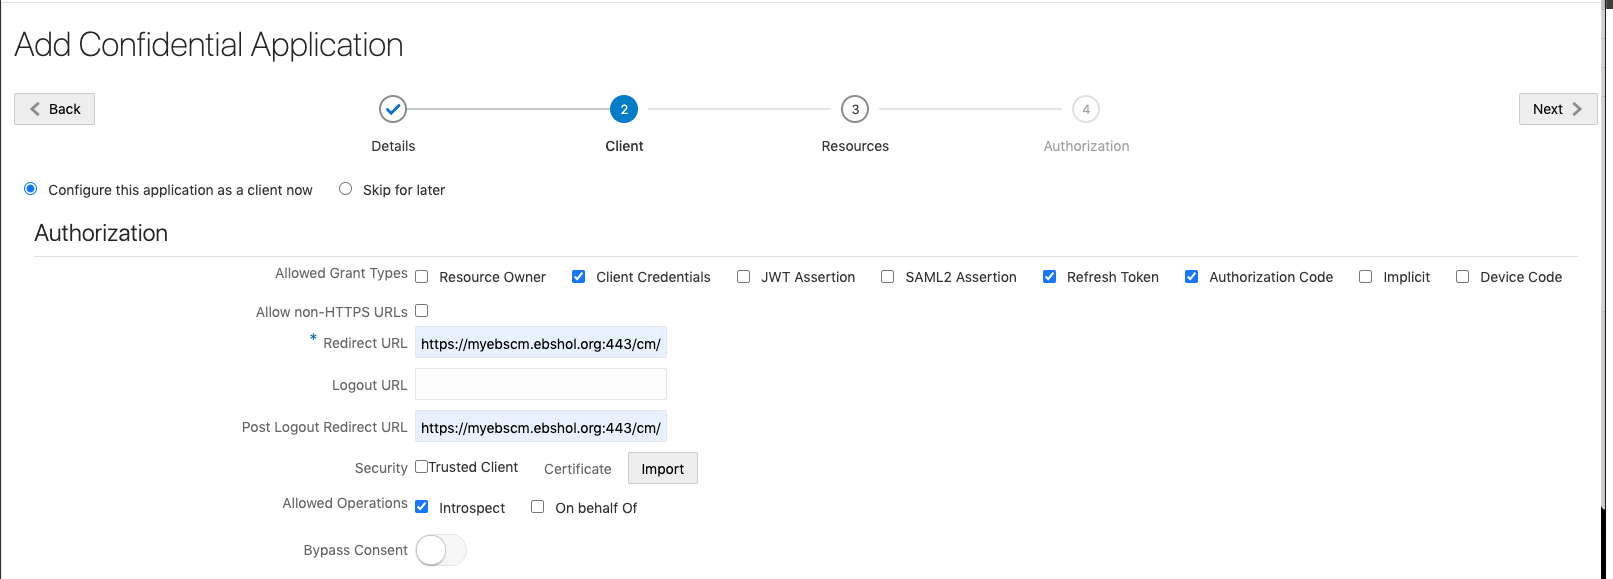 Add Confidential Application
Back
2
3
4
Next
Details
Client
Resources
Authorization
Configure this application as a client now
Skip for later
Authorization
Allowed Grant Types Resource Owner Client Credentials JWT Assertion SAML2 Assertion Refresh Token Authorization Code Implicit Device Code
Allow non-HTTPS URLs
* Redirect URL https://myebscm.ebshol.org:443/cm/
Logout URL
Post Logout Redirect URL https://myebscm.ebshol.org:443/cm/
Security Trusted Client Certificate Import
Allowed Operations Introspect On behalf Of
Bypass Consent